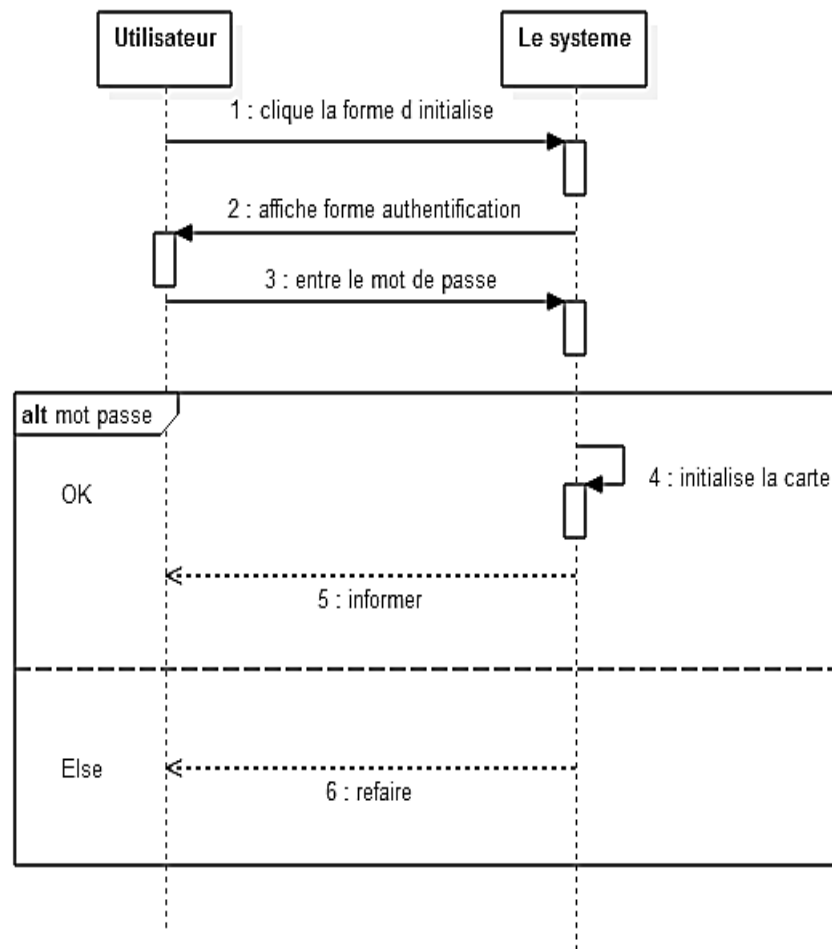 Utilisateur
Le systeme
1 : clique la forme d initialise
2 : affiche forme authentification
3 : entre le mot de passe
alt mot passe
OK
4 : initialise la carte
5 : informer
Else
6 : refaire